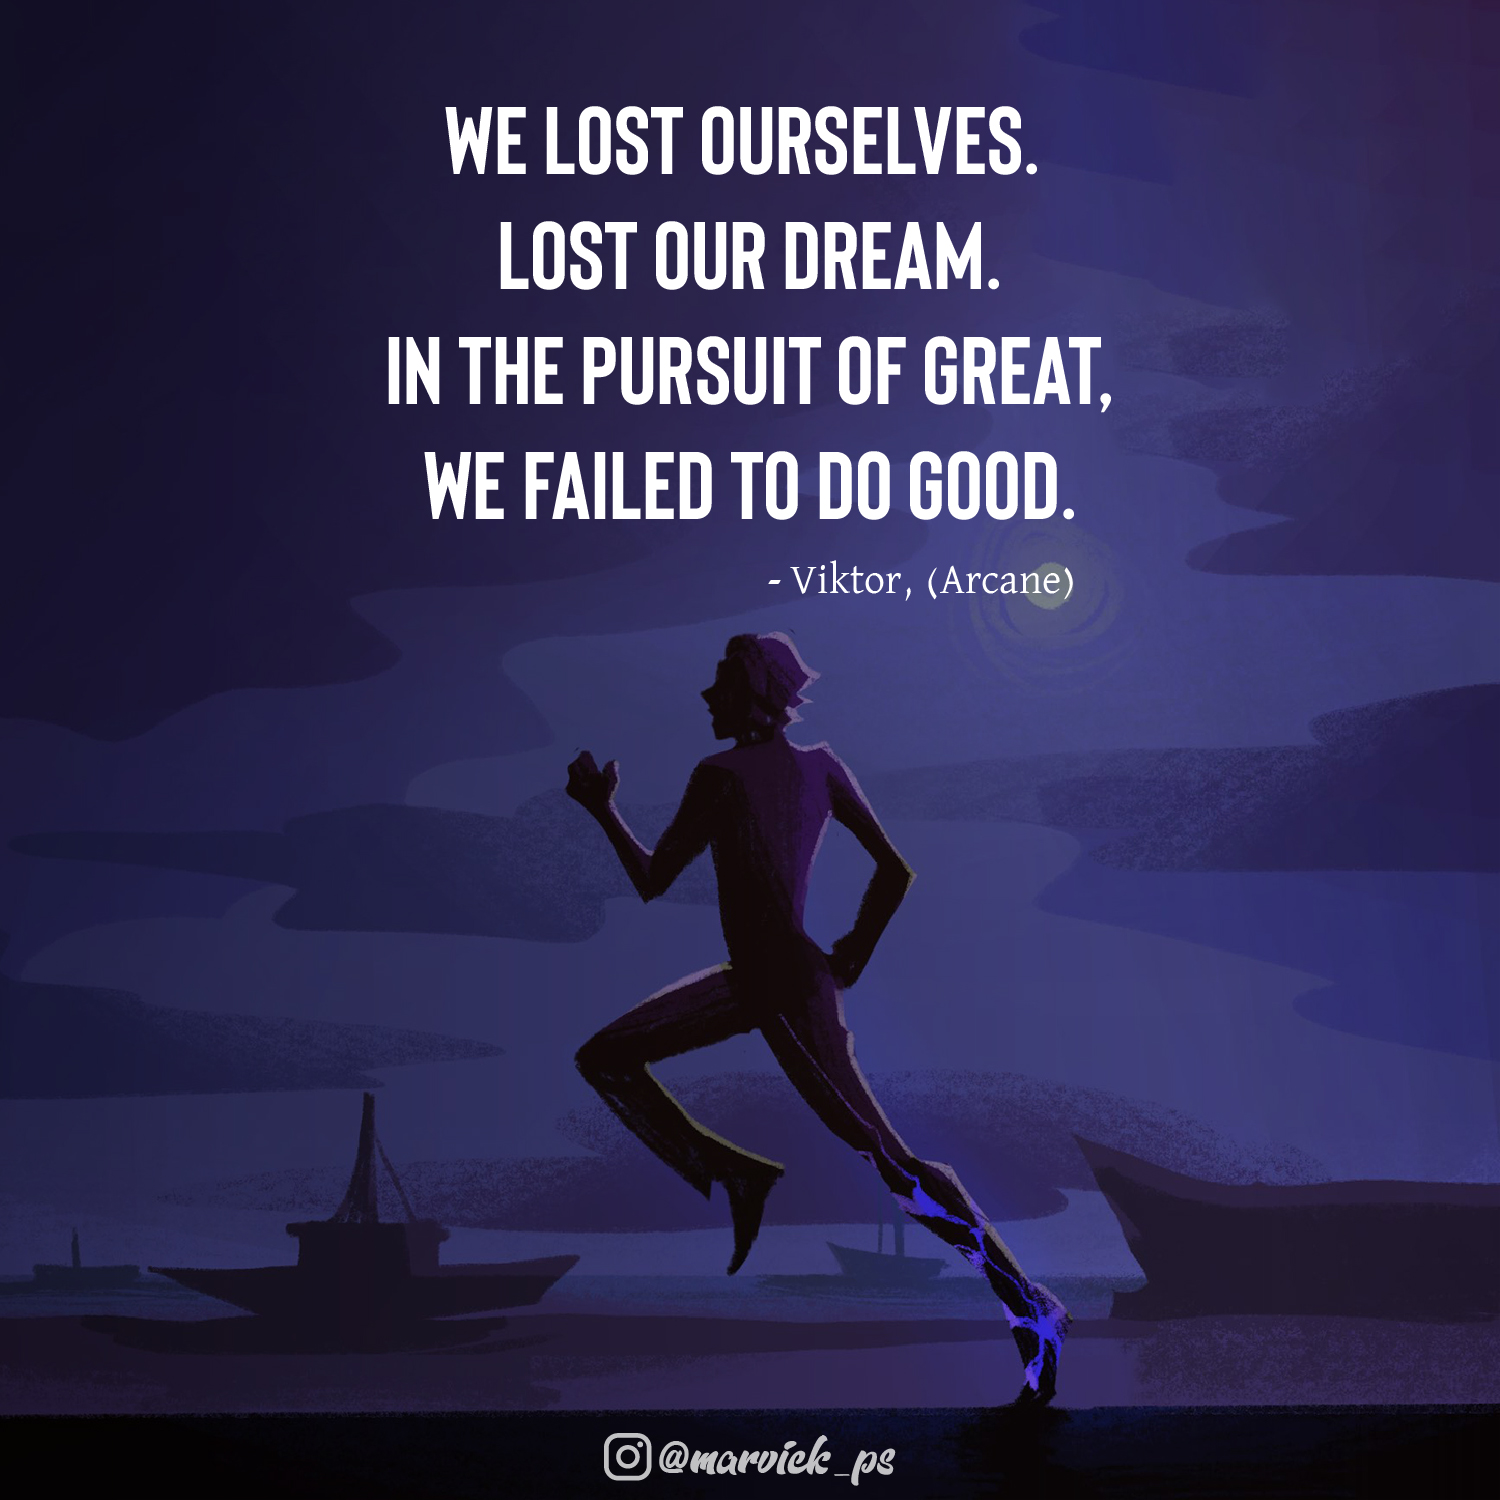 WE LOST OURSELVES.
LOST OUR DREAM.
IN THE PURSUIT OF GREAT,
WE FAILED TO DO GOOD.
- Viktor, (Arcane)
@marvick_ps